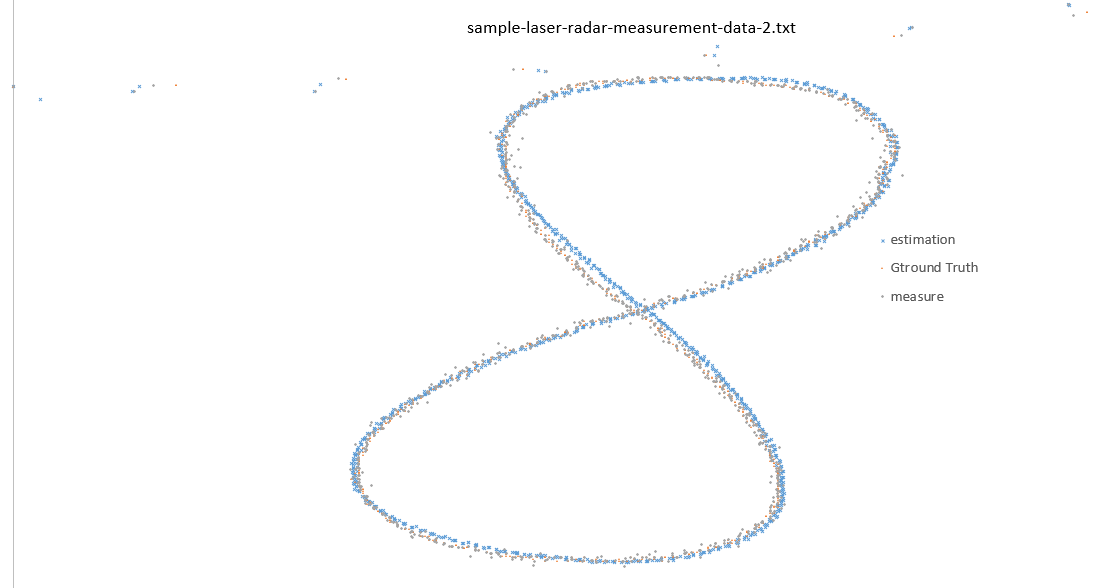 sample-laser-radar-measurement-data-2.txt
estimation
Gtround Truth
measure